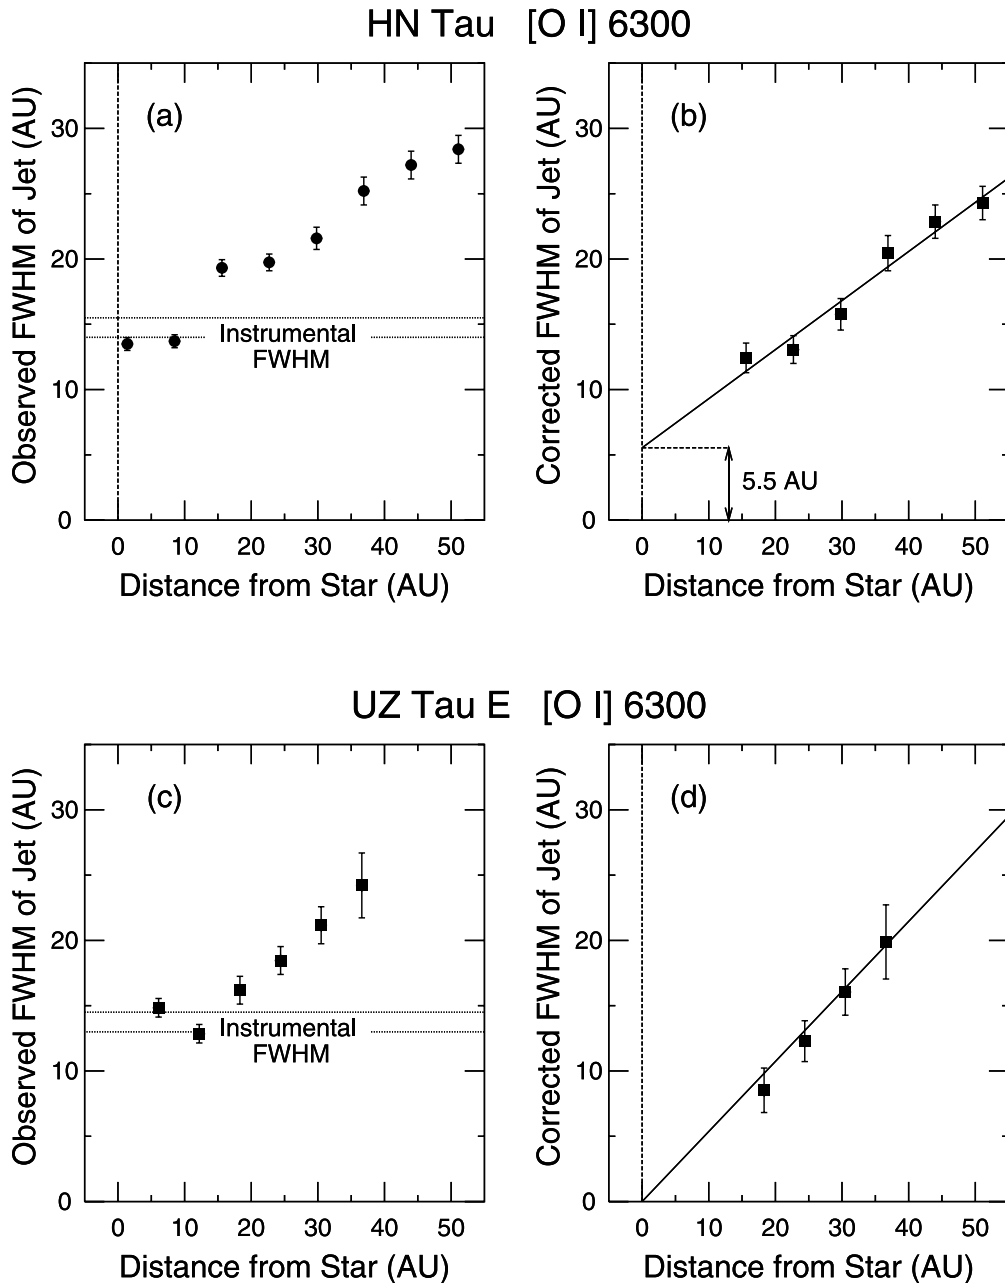 HN Tau [O I] 6300
(a)
Observed FWHM of Jet (AU)
30
20
10
0
Instrumental
FWHM
0 10 20 30 40 50
Distance from Star (AU)
(b)
Corrected FWHM of Jet (AU)
30
20
10
0
5.5 AU
0 10 20 30 40 50
Distance from Star (AU)
UZ Tau E [O I] 6300
(c)
Observed FWHM of Jet (AU)
30
20
10
0
Instrumental
FWHM
0 10 20 30 40 50
Distance from Star (AU)
(d)
Corrected FWHM of Jet (AU)
30
20
10
0
0 10 20 30 40 50
Distance from Star (AU)